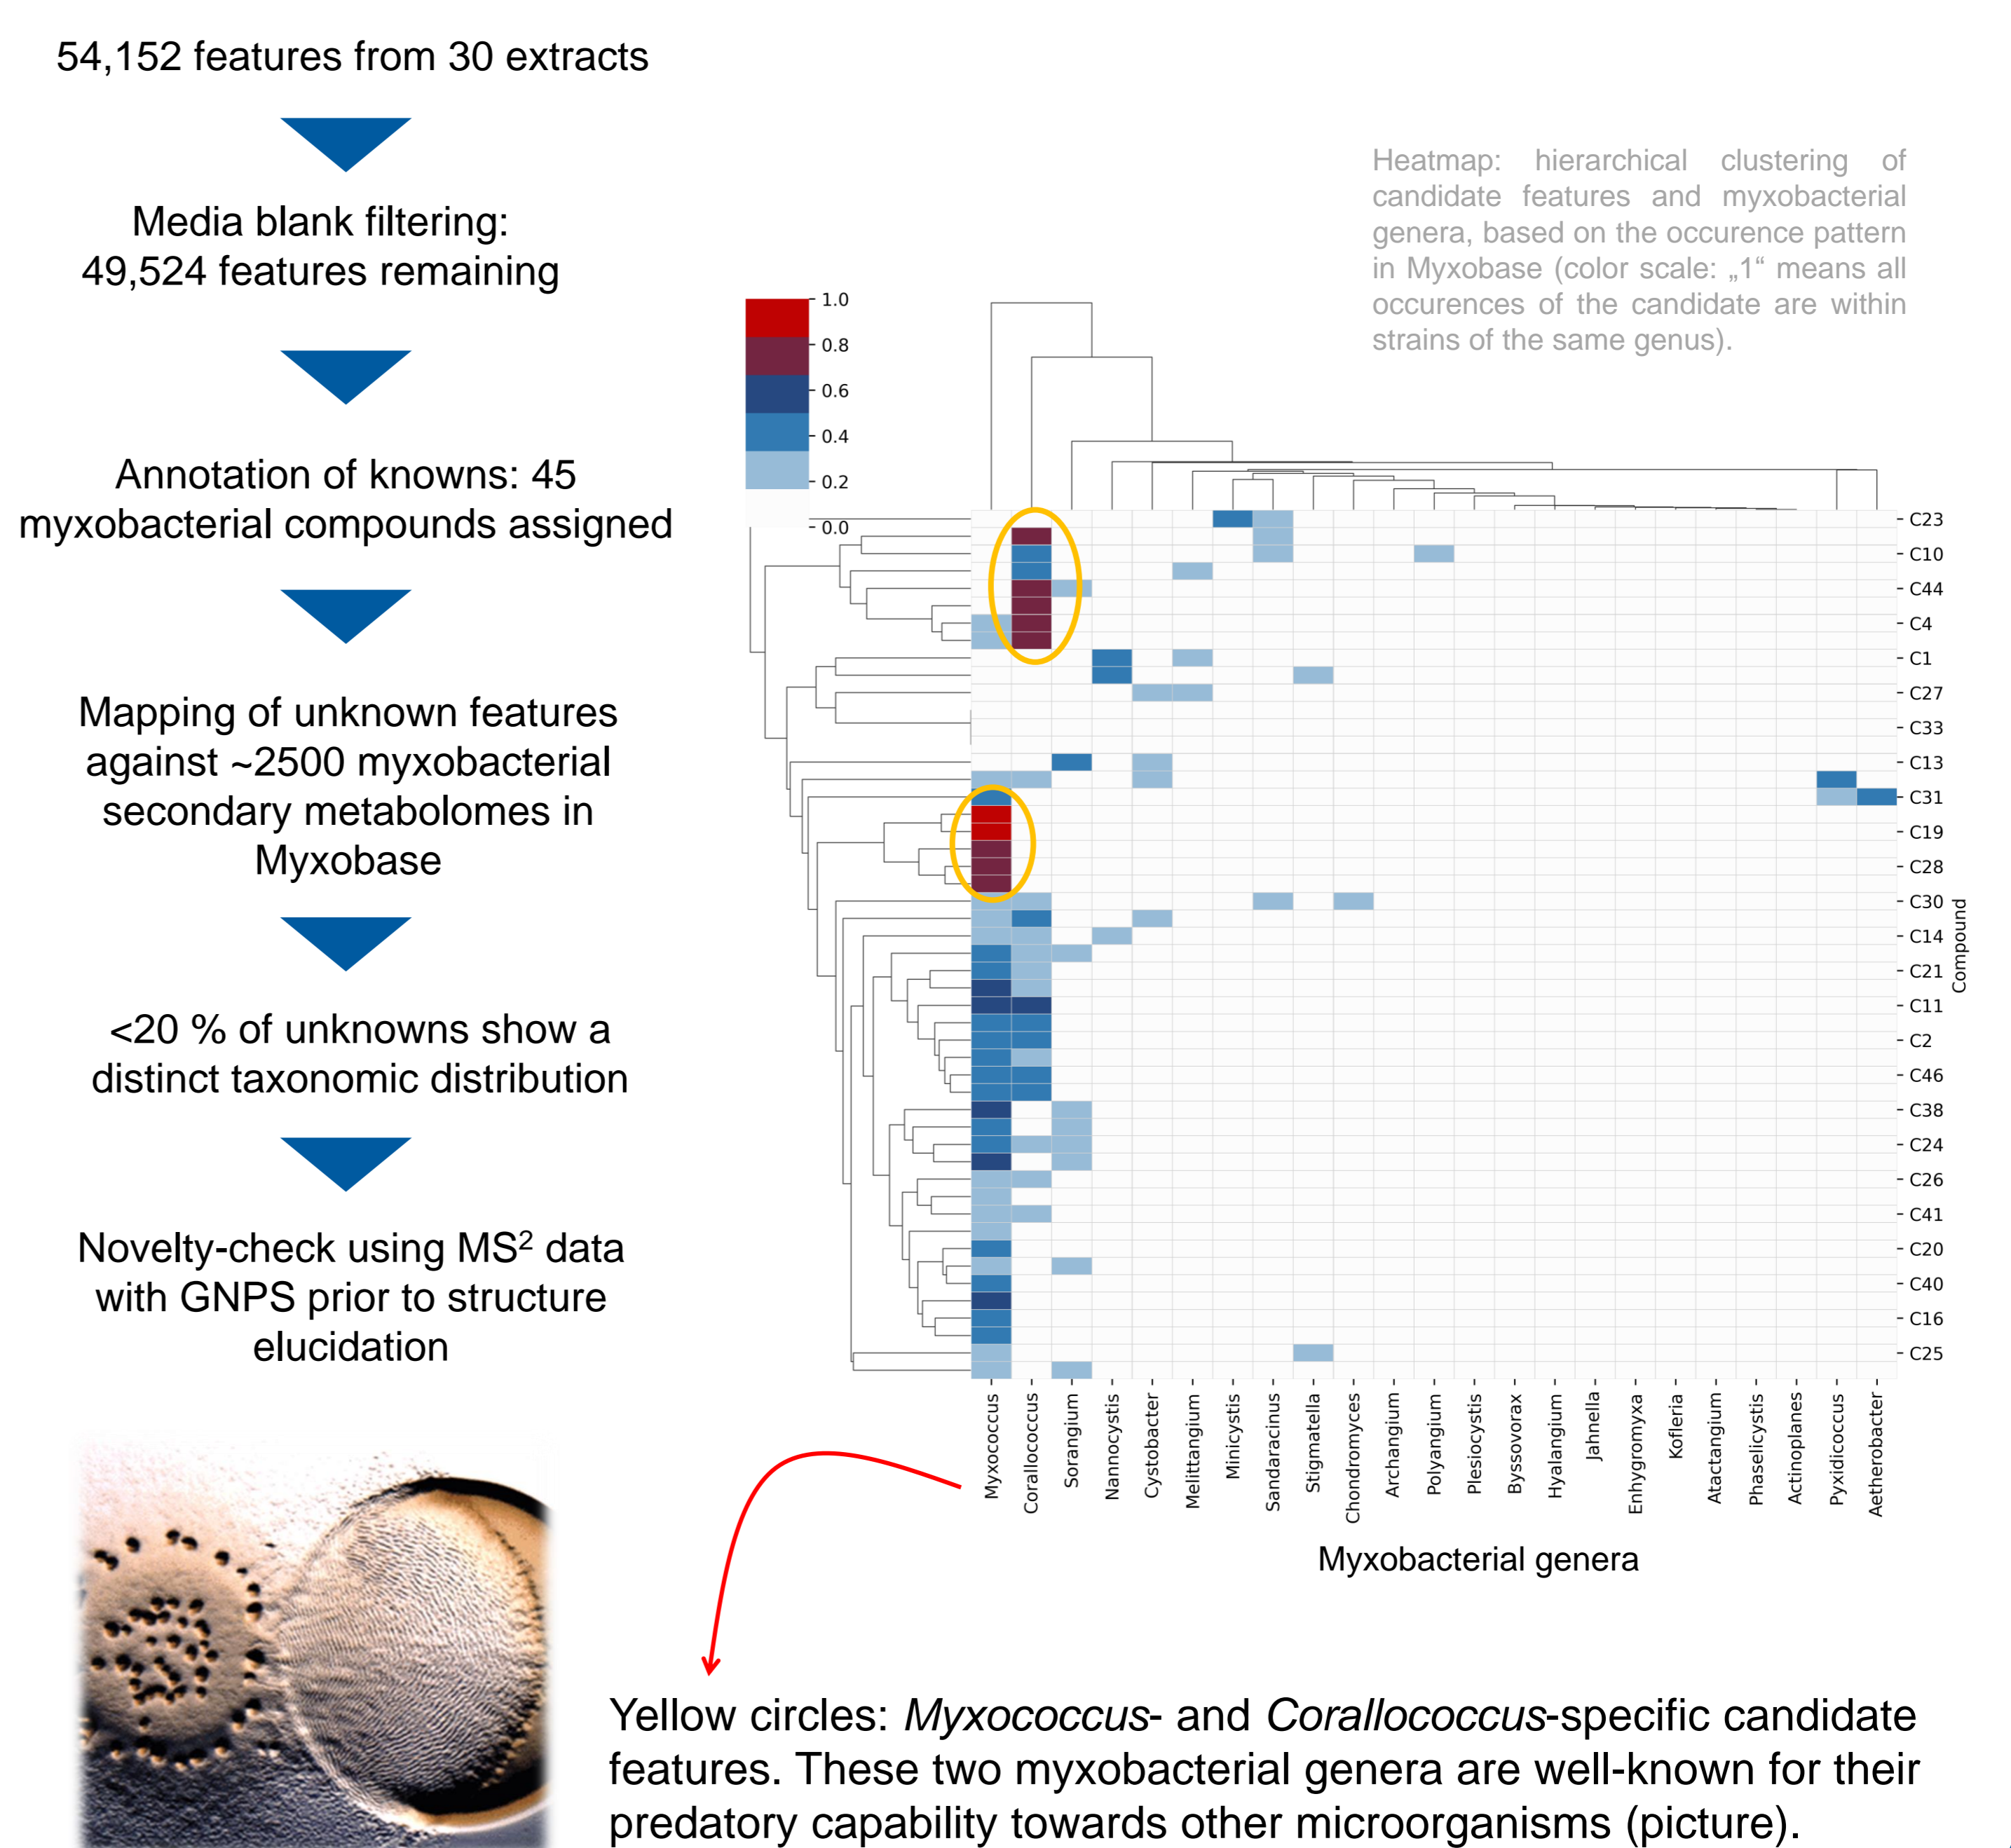 54,152 features from 30 extracts
Media blank filtering:
49,524 features remaining
Annotation of knowns: 45
myxobacterial compounds assigned
Mapping of unknown features
against ~2500 myxobacterial
secondary metabolomes in
Myxobase
<20 % of unknowns show a
distinct taxonomic distribution
Novelty-check using MS² data
with GNPS prior to structure
elucidation
Heatmap: hierarchical clustering of
candidate features and myxobacterial
genera, based on the occurence pattern
in Myxobase (color scale: „1“ means all
occurences of the candidate are within
strains of the same genus).
1.0
0.8
0.6
0.4
0.2
0.0
C23
C10
C44
C4
C1
C27
C33
C13
C31
C19
C28
C30
C14
C21
C11
C2
C46
C38
C24
C26
C41
C20
C40
C16
C25
Compound
Myxococcus
Corallococcus
Sorangium
Nannocystis
Cystobacter
Melittangium
Minicystis
Sandaracinus
Stigmatella
Chondromyces
Archangium
Polyangium
Plesiocystis
Byssovorax
Hyalangium
Jahnella
Enhygromyxa
Kofleria
Atactangium
Phaselicystis
Actinoplanes
Pyxidicoccus
Aetherobacter
Myxobacterial genera
Yellow circles: Myxococcus- and Corallococcus-specific candidate
features. These two myxobacterial genera are well-known for their
predatory capability towards other microorganisms (picture).